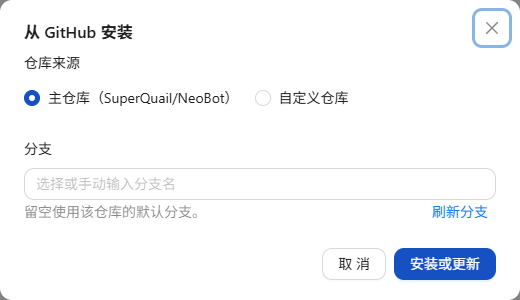 从 GitHub 安装
仓库来源
主仓库（SuperQuail/NeoBot） 自定义仓库
分支
选择或手动输入分支名
留空使用该仓库的默认分支。 刷新分支
取 消 安装或更新